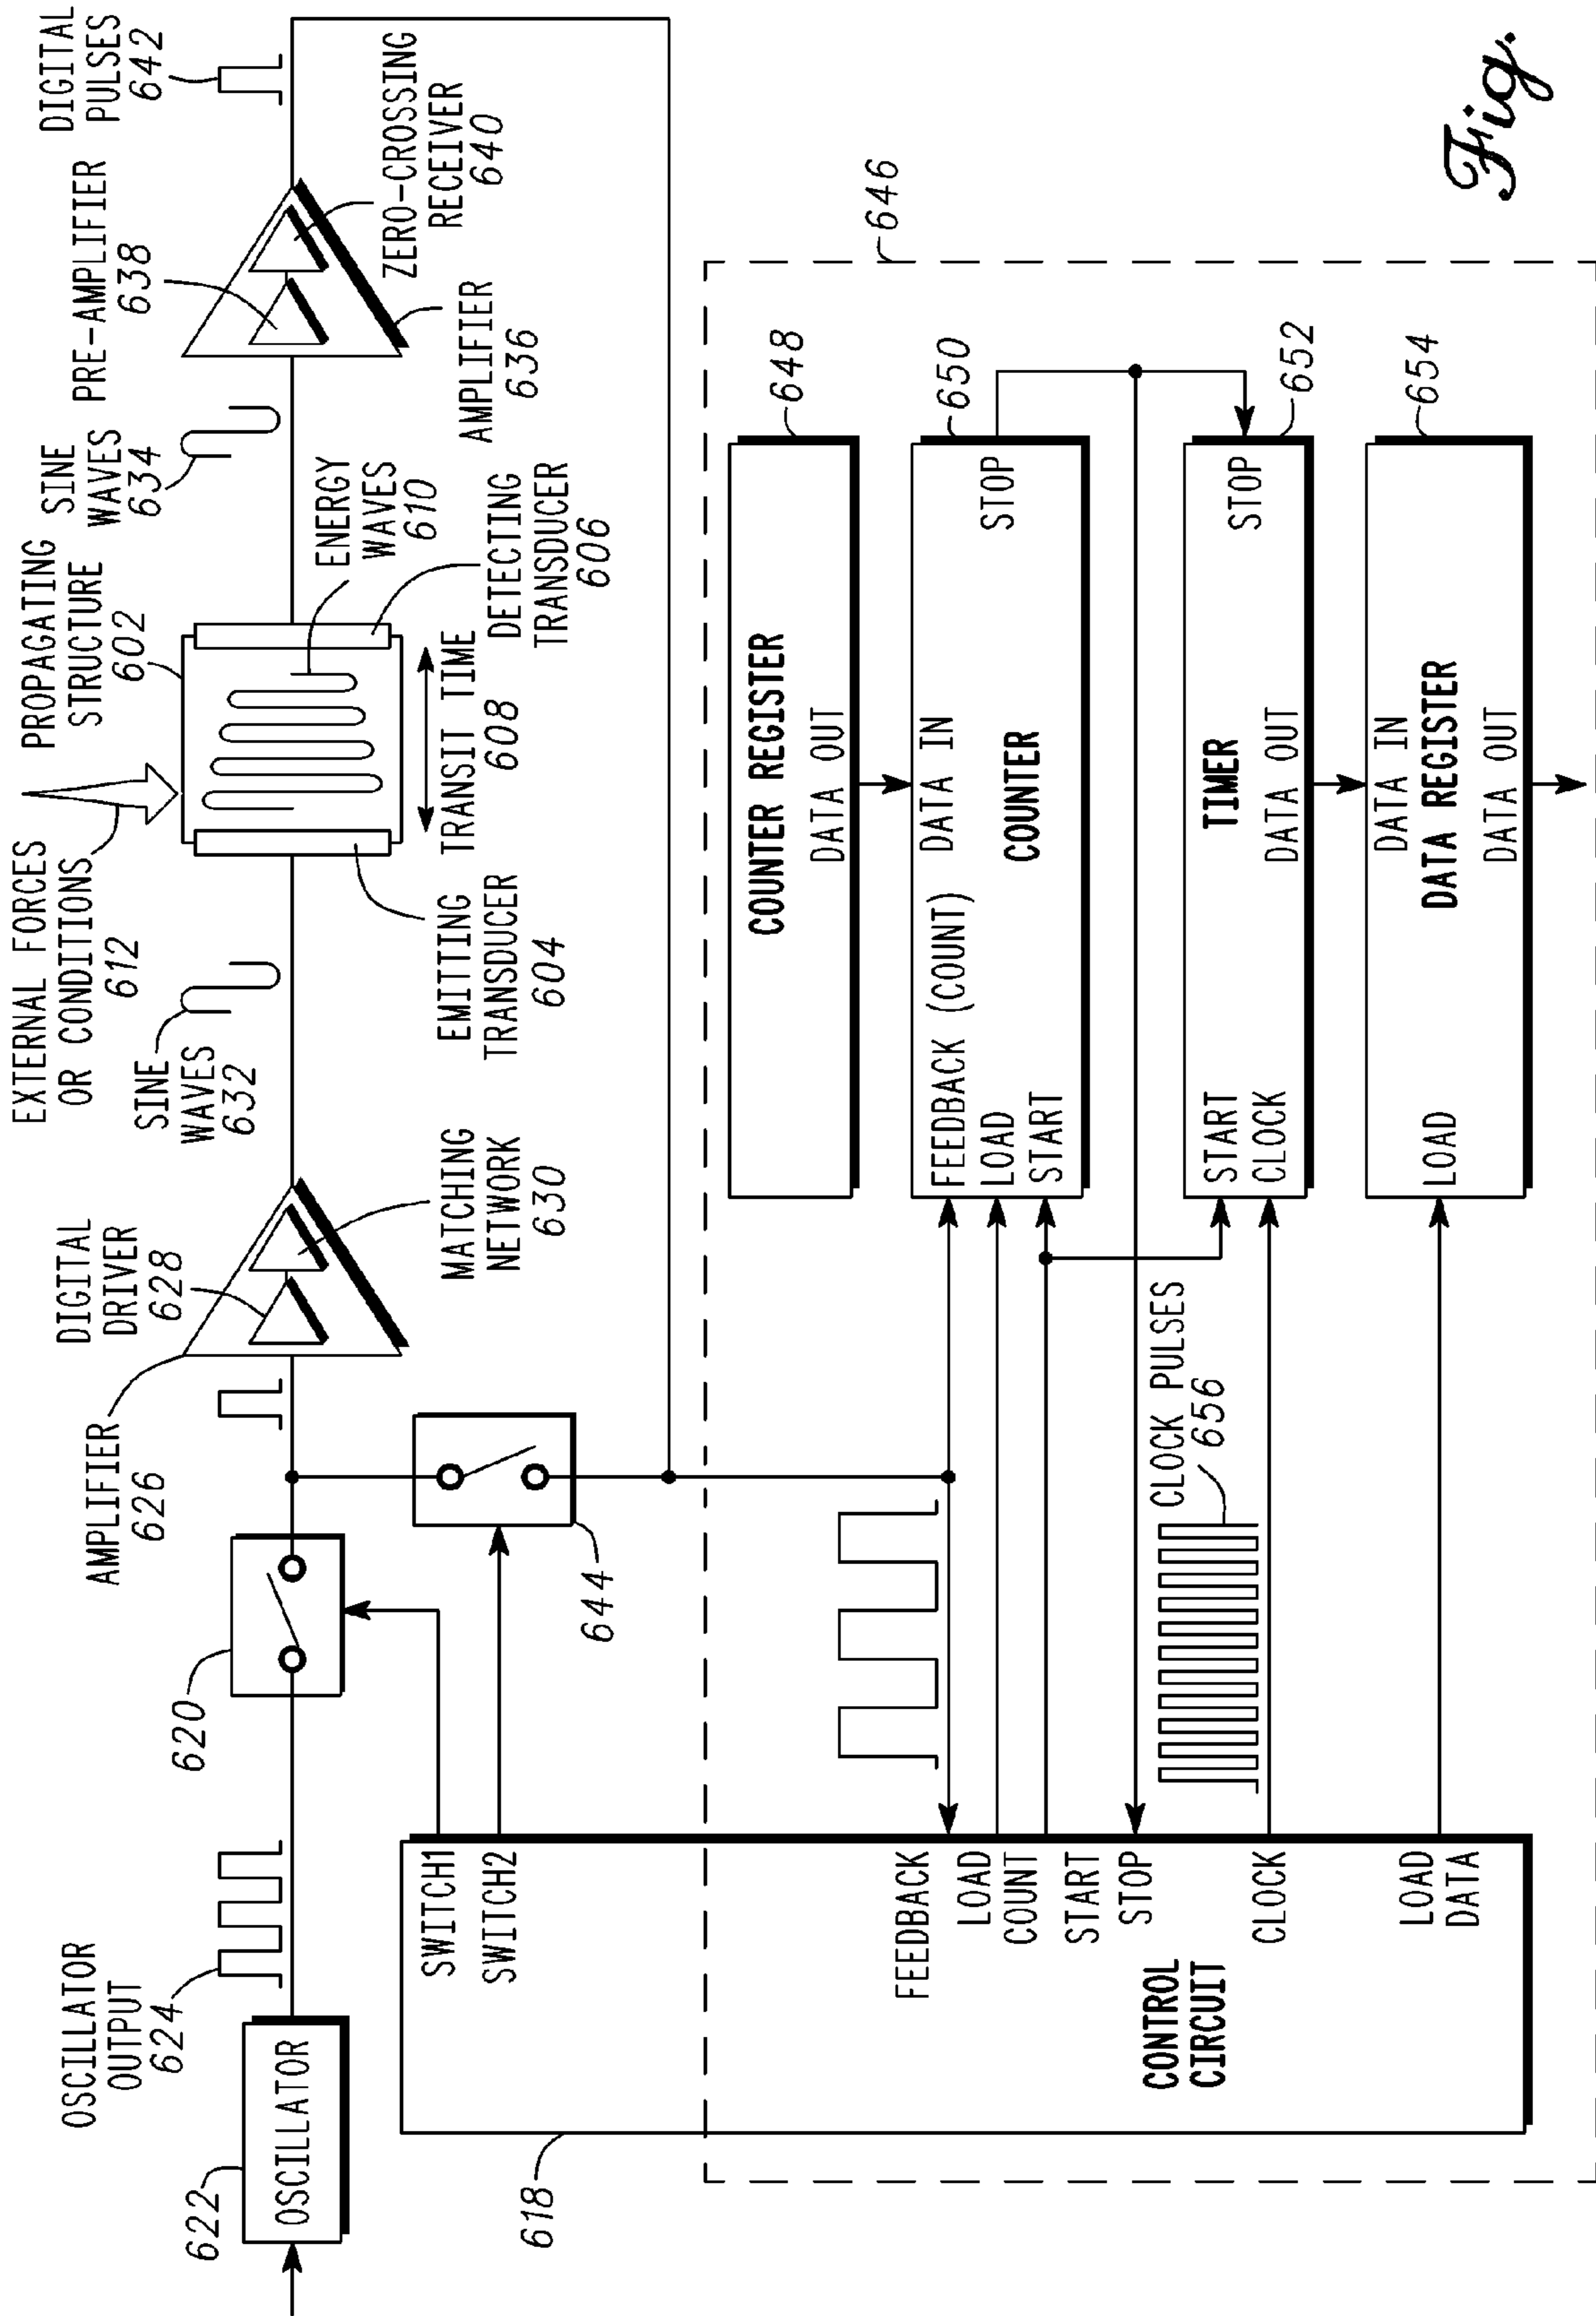 OSCILLATOR
OUTPUT
624
622
OSCILLATOR
620
AMPLIFIER
626
DIGITAL
DRIVER
628
MATCHING
NETWORK
630
EXTERNAL FORCES
OR CONDITIONS
612
SINE
WAVES
632
EMITTING
TRANSDUCER
604
PROPAGATING
STRUCTURE
602
TRANSIT TIME
608
ENERGY
WAVES
610
DETECTING
TRANSDUCER
606
SINE
WAVES
634
PRE-AMPLIFIER
638
AMPLIFIER
636
ZERO-CROSSING
RECEIVER
640
DIGITAL
PULSES
642
644
618
SWITCH1
SWITCH2
FEEDBACK
LOAD
COUNT
START
STOP
CLOCK
LOAD
DATA
CONTROL
CIRCUIT
CLOCK PULSES
656
646
COUNTER REGISTER
DATA OUT
648
FEEDBACK (COUNT)
LOAD
START
DATA IN
COUNTER
STOP
650
START
CLOCK
TIMER
DATA OUT
STOP
652
LOAD
DATA IN
DATA REGISTER
DATA OUT
654
Fig.